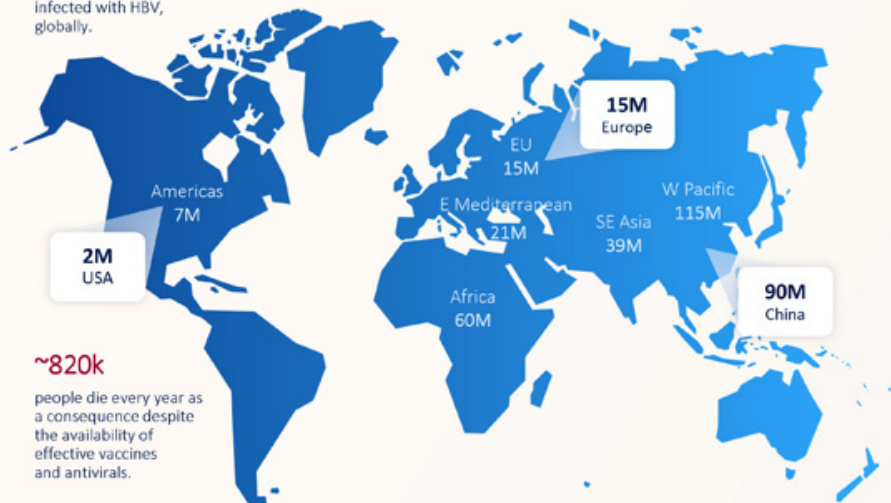 infected with HBV,
globally.
15M
Europe
EU
15M
Americas
7M
E Mediterranean
21M
W Pacific
115M
SE Asia
39M
2M
USA
Africa
60M
90M
China
~820k
people die every year as
a consequence despite
the availability of
effective vaccines
and antivirals.